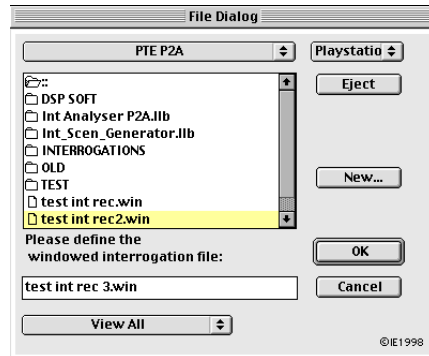 File Dialog
PTE P2A
Playstatio
::
Eject
DSP SOFT
Int Analyser P2A.llb
Int_Scen_Generator.llb
INTERROGATIONS
OLD
TEST
New...
test int rec.win
test int rec2.win
Please define the
windowed interrogation file:
OK
test int rec 3.win
Cancel
View All
©IE1998